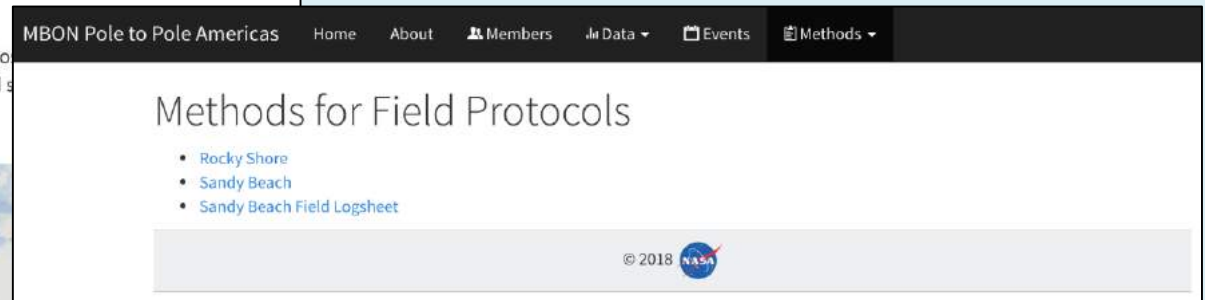 MBON Pole to Pole Americas Home About Members Data Events Methods
Methods for Field Protocols
• Rocky Shore
• Sandy Beach
• Sandy Beach Field Logsheet
© 2018 NASA